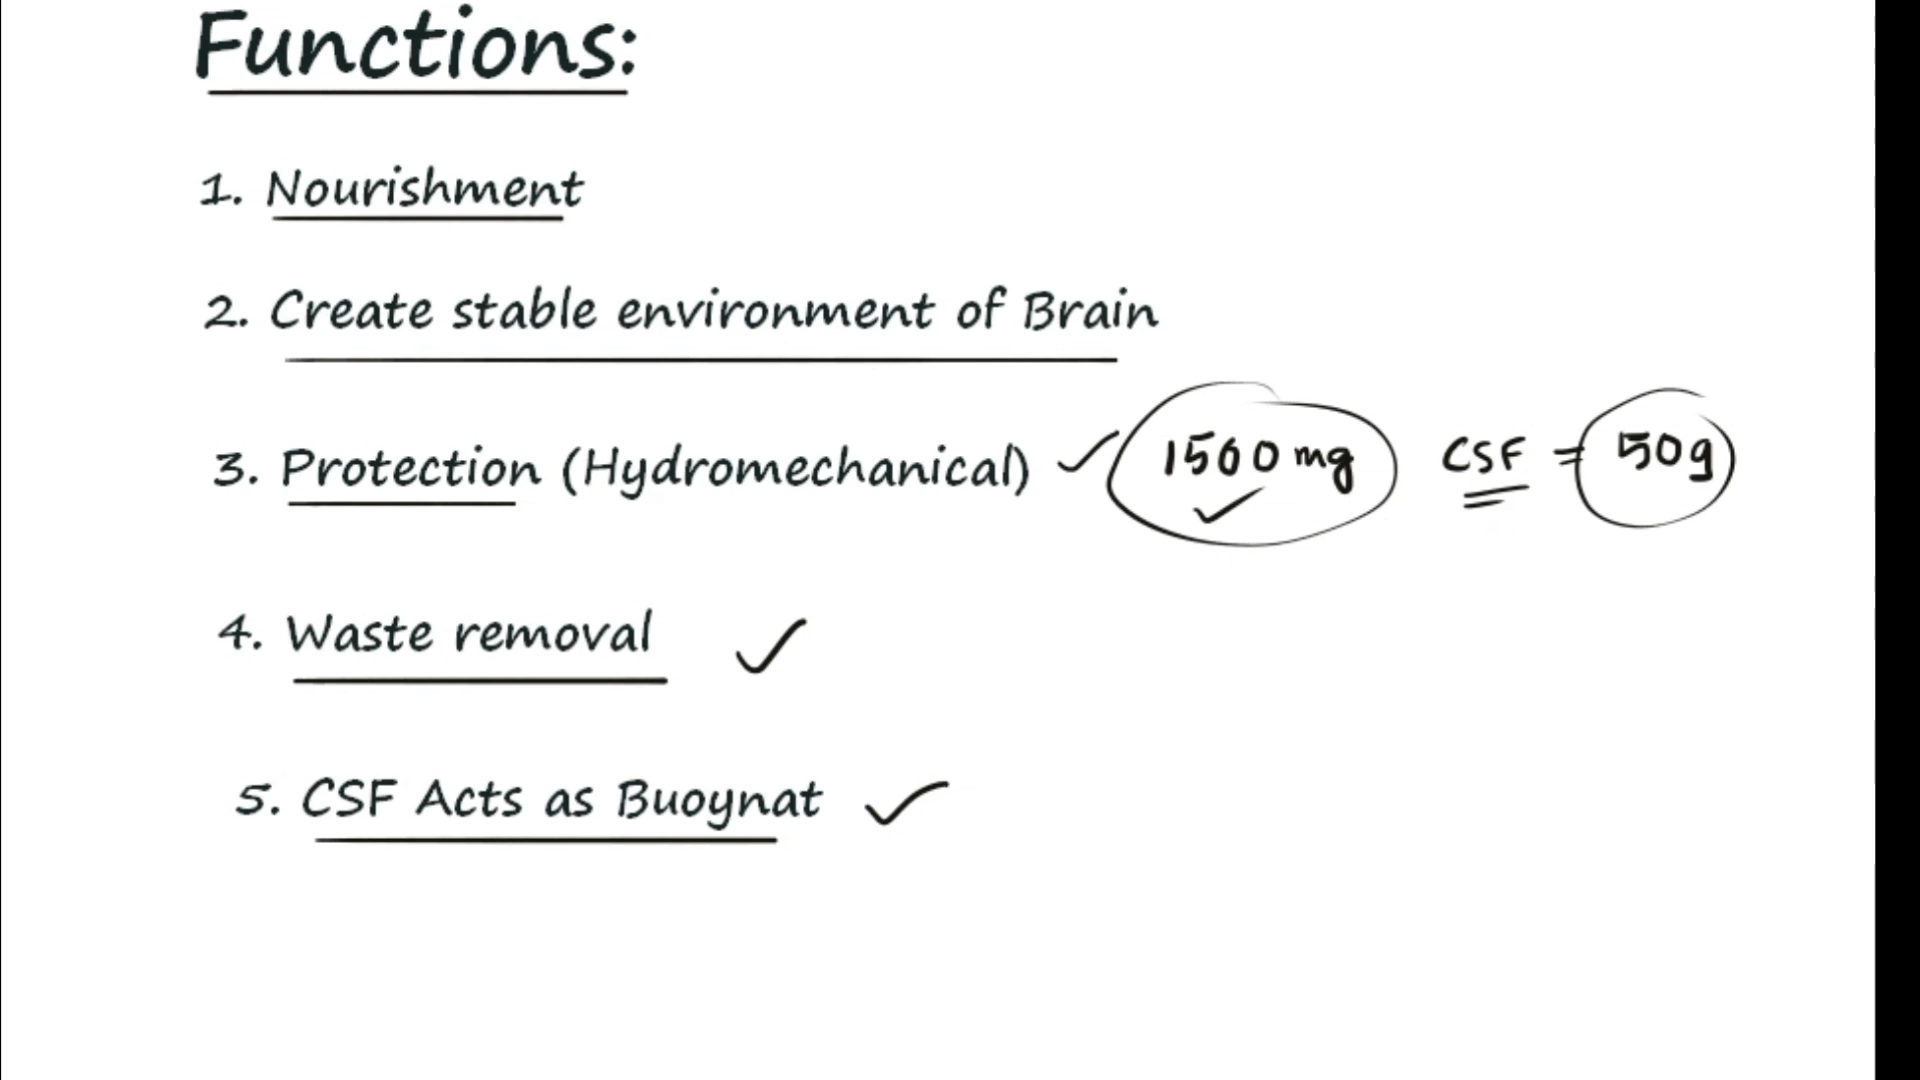 Functions:
1. Nourishment
2. Create stable environment of Brain
3. Protection (Hydromechanical) 1500 mg CSF = 50g
4. Waste removal
5. CSF Acts as Buoynat